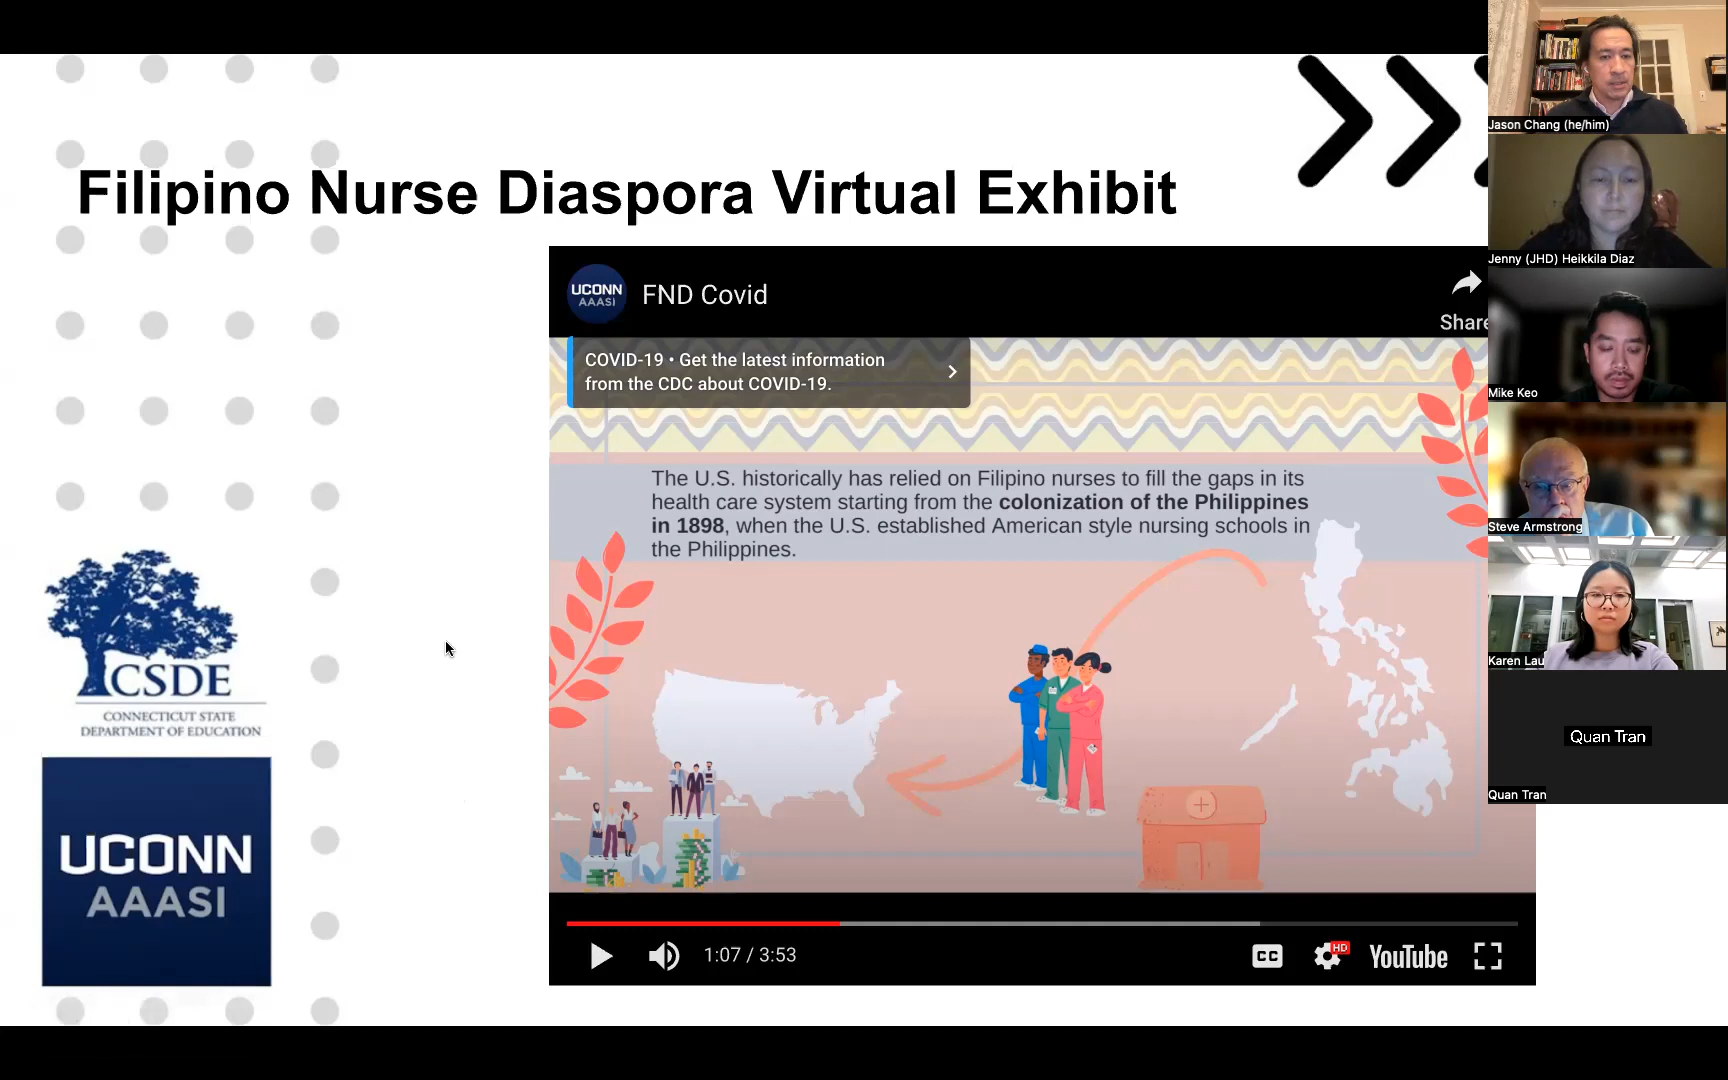 Filipino Nurse Diaspora Virtual Exhibit
UCONN
AAASI
FND Covid
Share
COVID-19 • Get the latest information
from the CDC about COVID-19.
The U.S. historically has relied on Filipino nurses to fill the gaps in its
health care system starting from the colonization of the Philippines
in 1898, when the U.S. established American style nursing schools in
the Philippines.
1:07 / 3:53
CC
HD
YouTube
CSDE
CONNECTICUT STATE
DEPARTMENT OF EDUCATION
UCONN
AAASI
Jason Chang (he/him)
Jenny (JHD) Heikkila Diaz
Mike Keo
Steve Armstrong
Karen Lau
Quan Tran
Quan Tran